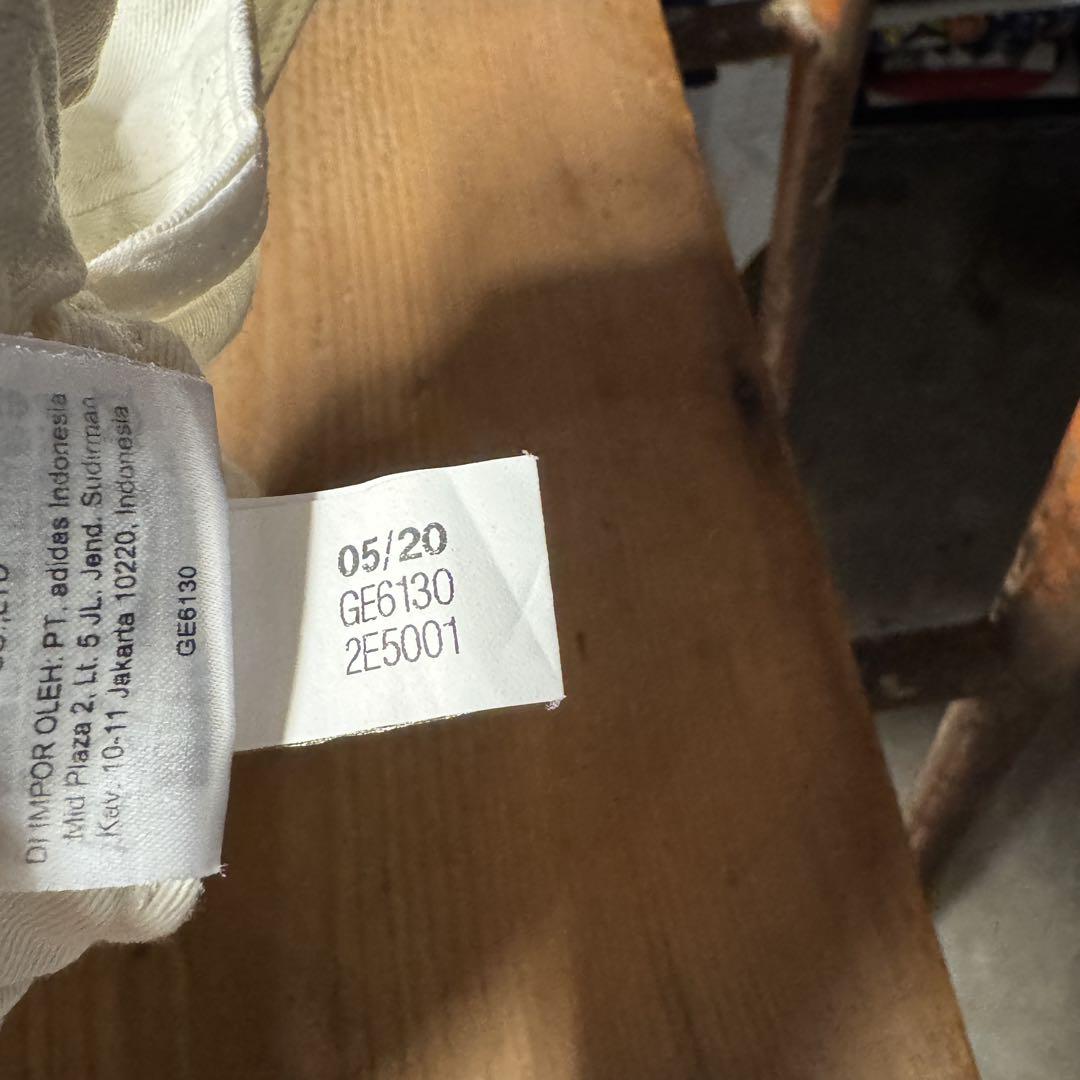 DI IMPOR OLEH: PT. adidas Indonesia
Mid Plaza 2, Lt. 5 JL. Jend. Sudirman
Kav. 10-11 Jakarta 10220, Indonesia
GE6130
05/20
GE6130
2E5001